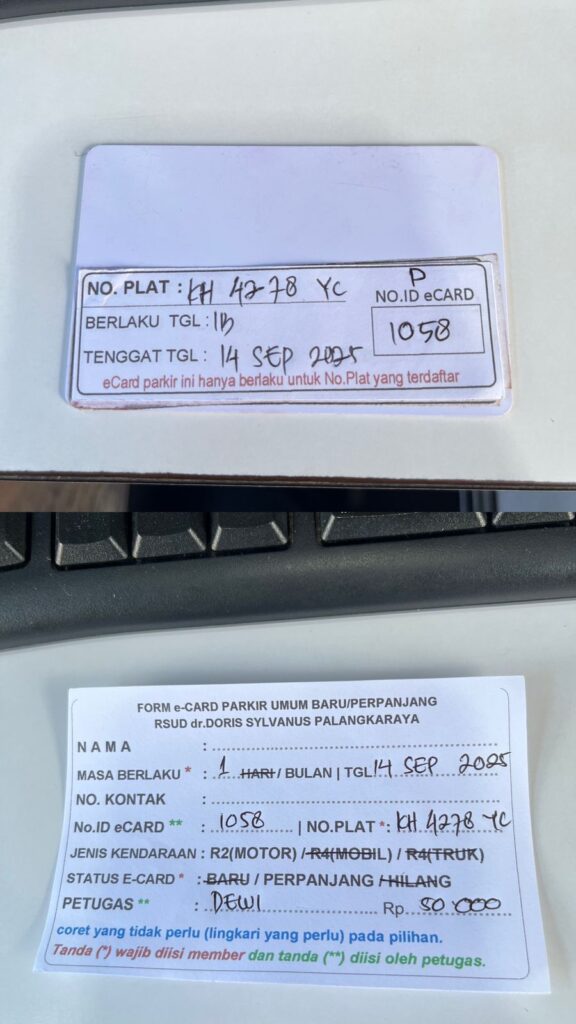 NO. PLAT : KH 4278 YC
P
NO.ID eCARD
1058
BERLAKU TGL :1B
TENGGAT TGL : 14 SEP 2025
eCard parkir ini hanya berlaku untuk No.Plat yang terdaftar
FORM e-CARD PARKIR UMUM BARU/PERPANJANG
RSUD dr.DORIS SYLVANUS PALANGKARAYA
NAMA :
MASA BERLAKU * : 1 HARI / BULAN | TGL 14 SEP 2025
NO. KONTAK :
No.ID eCARD ** : 1058 | NO.PLAT *: KH 4278 YC
JENIS KENDARAAN : R2(MOTOR) / R4(MOBIL) / R4(TRUK)
STATUS E-CARD * : BARU / PERPANJANG / HILANG
PETUGAS ** : DEWI Rp. 50.000
coret yang tidak perlu (lingkari yang perlu) pada pilihan.
Tanda (*) wajib diisi member dan tanda (**) diisi oleh petugas.